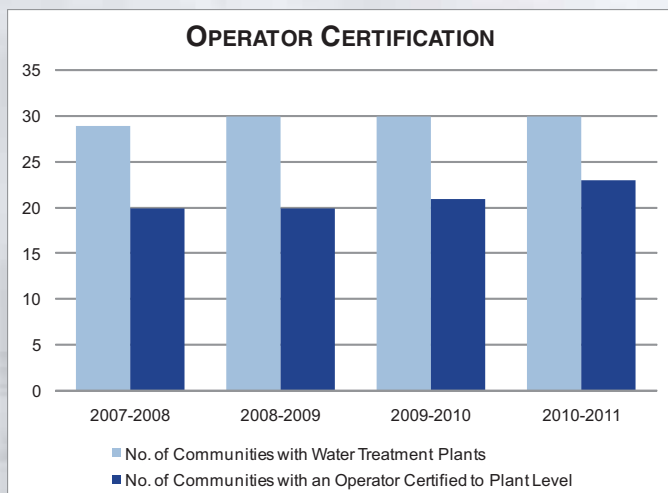 OPERATOR CERTIFICATION
35
30
25
20
15
10
5
0
2007-2008 2008-2009 2009-2010 2010-2011
No. of Communities with Water Treatment Plants
No. of Communities with an Operator Certified to Plant Level